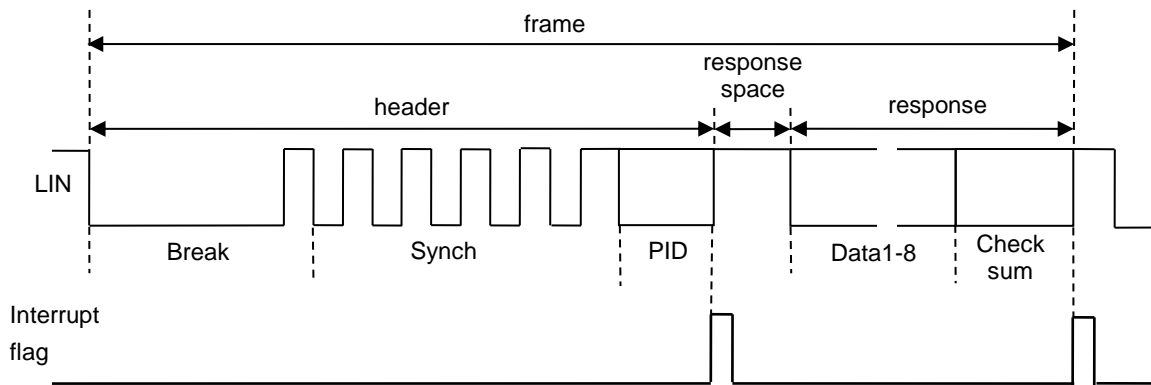 frame
response
space
header
response
LIN
Break
Synch
PID
Data1-8
Check
sum
Interrupt
flag